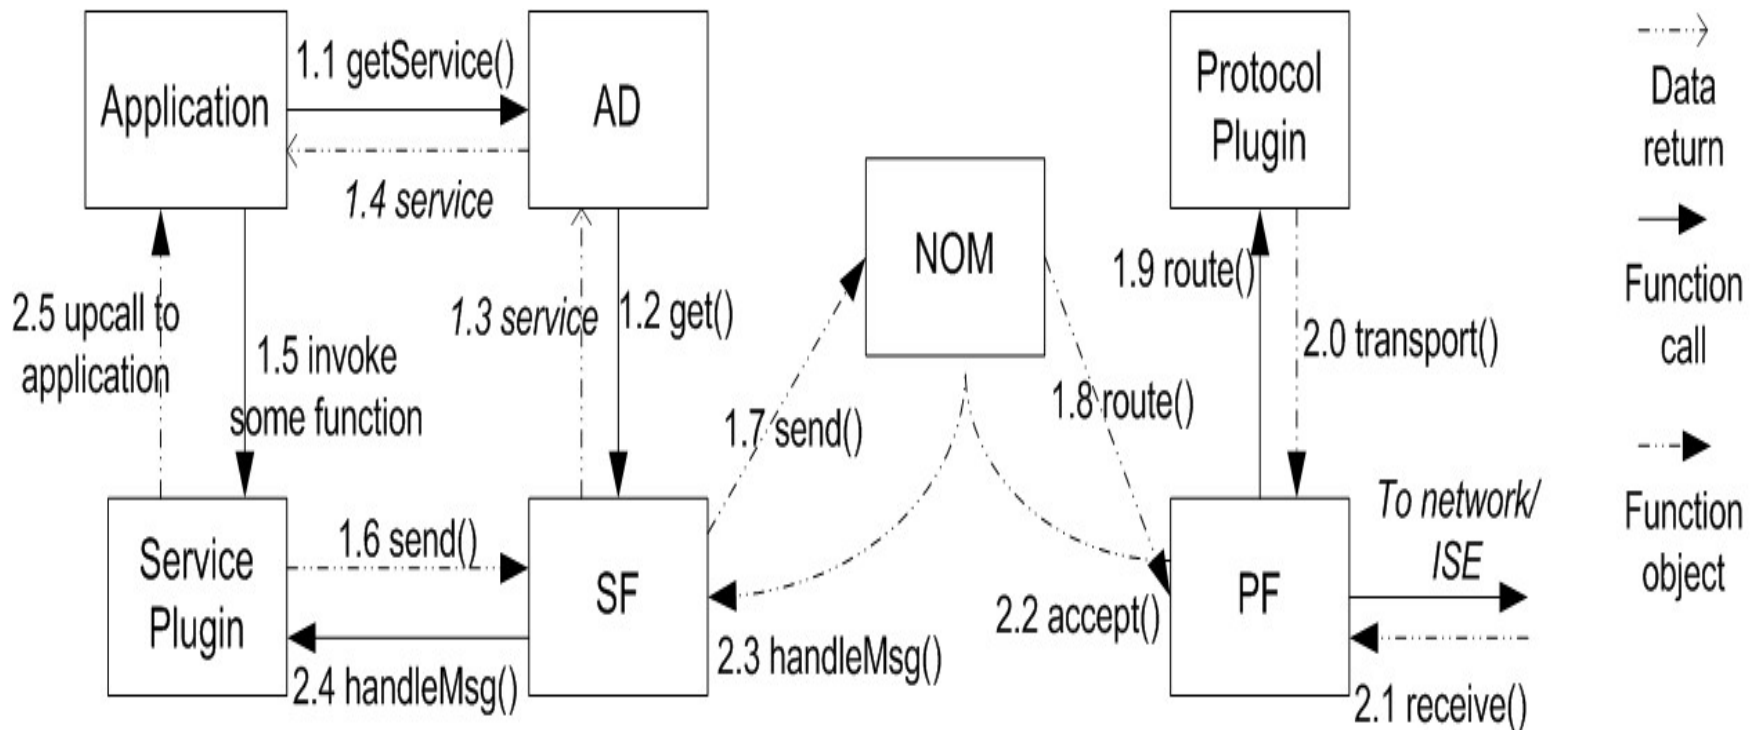 Application
1.1 getService()
AD
1.4 service
Protocol
Plugin
NOM
Data
return
Function
call
Function
object
2.5 upcall to
application
1.5 invoke
some function
1.3 service
1.2 get()
1.7 send()
1.8 route()
1.9 route()
2.0 transport()
Service
Plugin
1.6 send()
SF
2.4 handleMsg()
2.3 handleMsg()
2.2 accept()
PF
To network/
ISE
2.1 receive()